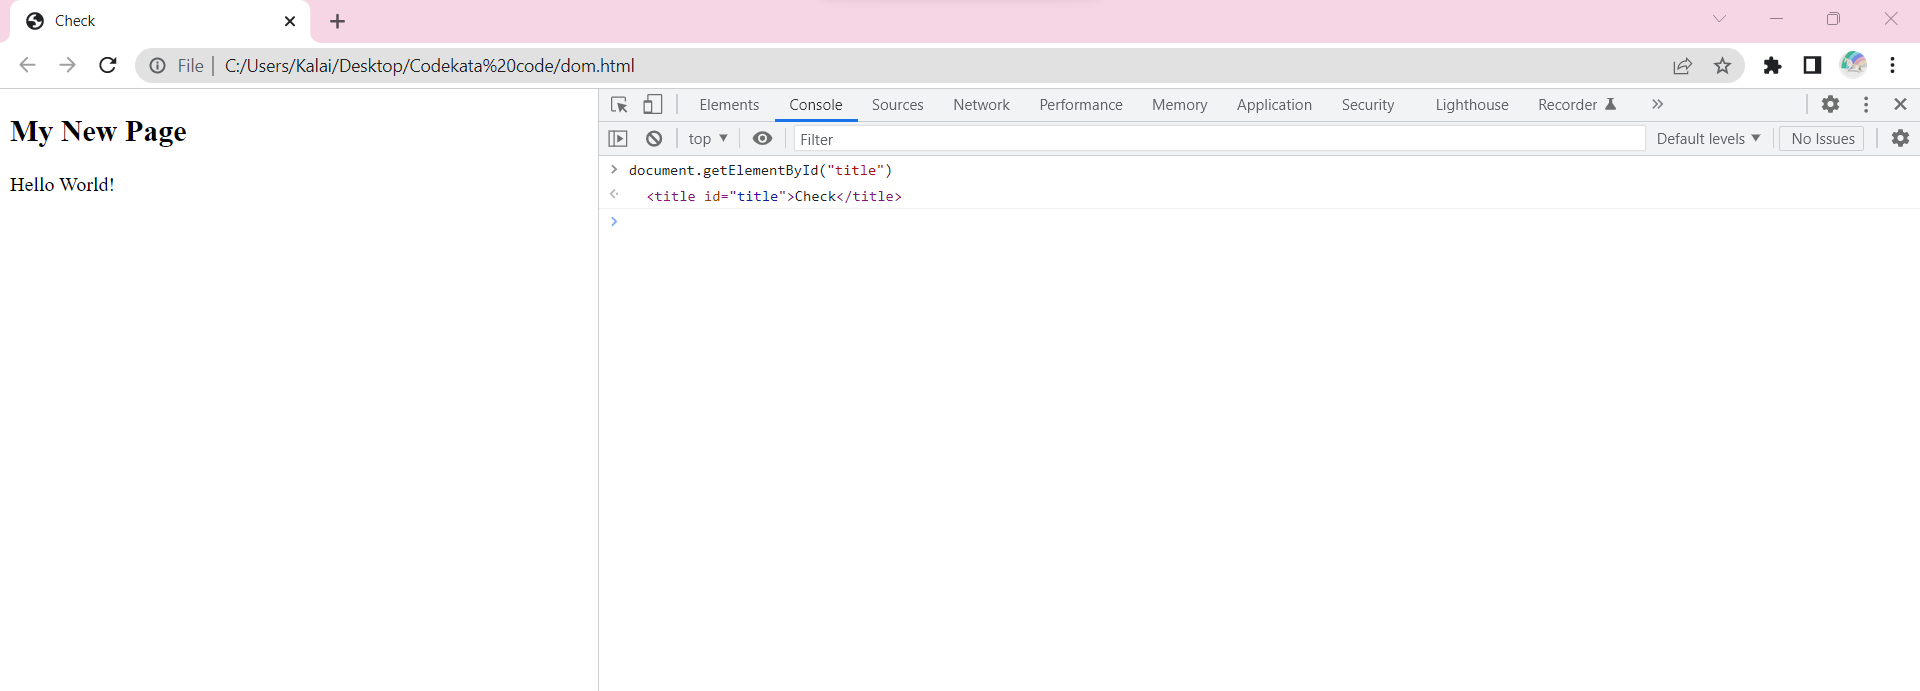 Check
File | C:/Users/Kalai/Desktop/Codekata%20code/dom.html
My New Page
Hello World!
Elements Console Sources Network Performance Memory Application Security Lighthouse Recorder
top Filter Default levels No Issues
document.getElementById("title")
<title id="title">Check</title>